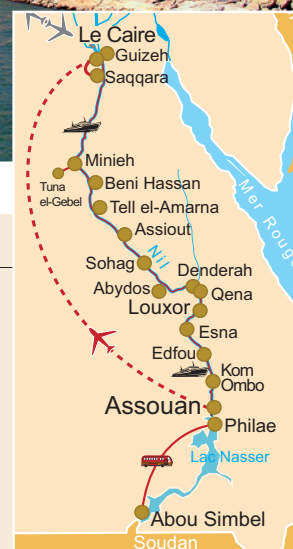 Le Caire
Guizeh
Saqqara
Minieh
Tuna
el-Gebel
Beni Hassan
Tell el-Amarna
Assiout
Nil
Mer Roug
Sohag
Denderah
Abydos
Qena
Louxor
Esna
Edfou
Kom
Ombo
Assouan
Philae
Lac Nasser
Abou Simbel
Soudan